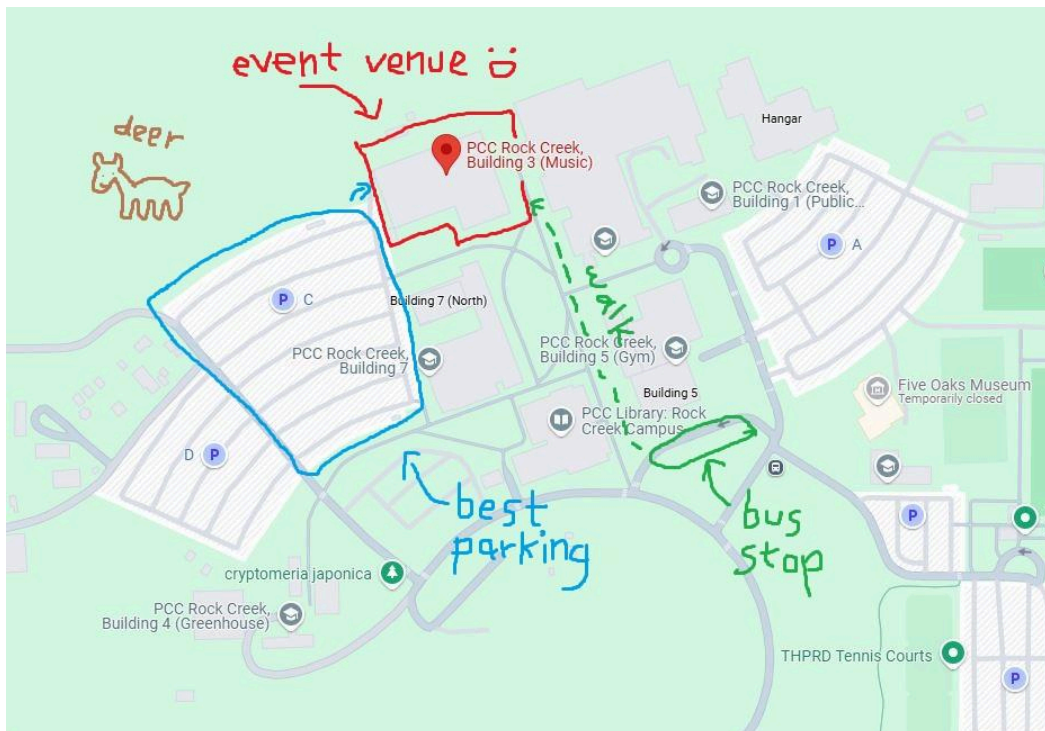 event venue
deer
Hangar
PCC Rock Creek,
Building 3 (Music)
PCC Rock Creek,
Building 1 (Public...
P A
P C
Building 7 (North)
walk
PCC Rock Creek,
Building 7
PCC Rock Creek,
Building 5 (Gym)
Building 5
Five Oaks Museum
Temporarily closed
PCC Library: Rock
Creek Campus
D P
best
parking
bus
stop
P
cryptomeria japonica
PCC Rock Creek,
Building 4 (Greenhouse)
THPRD Tennis Courts
P